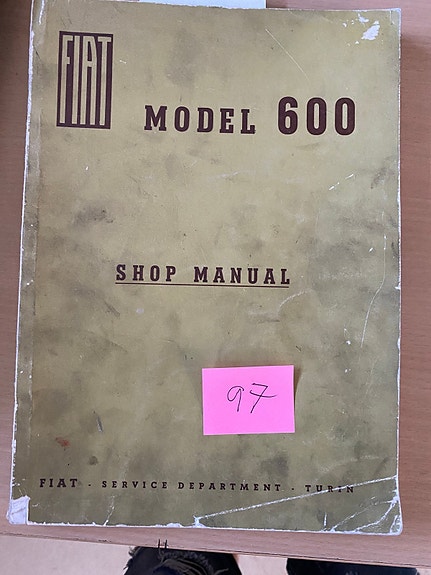 FIAT
MODEL 600
SHOP MANUAL
97
FIAT - SERVICE DEPARTMENT - TURIN